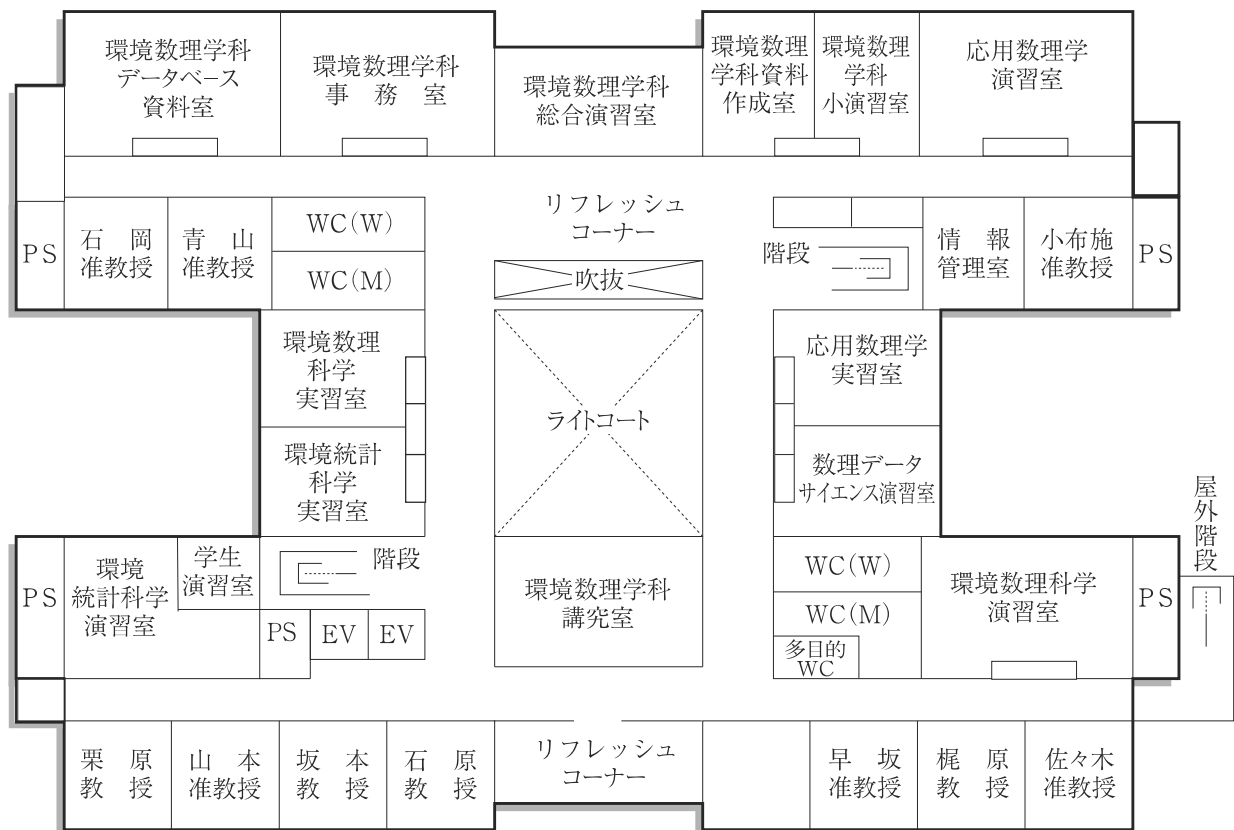 環境数理学科
データベース
資料室
環境数理学科
事務室
環境数理学科
総合演習室
環境数理
学科資料
作成室
環境数理
学科
小演習室
応用数理学
演習室
PS
石岡
准教授
青山
准教授
WC(W)
WC(M)
リフレッシュ
コーナー
吹抜
階段
情報
管理室
小布施
准教授
PS
環境数理
科学
実習室
環境統計
科学
実習室
ライトコート
応用数理学
実習室
数理データ
サイエンス演習室
屋外階段
PS
環境
統計科学
演習室
学生
演習室
階段
PS
EV
EV
環境数理学科
講究室
WC(W)
WC(M)
多目的
WC
環境数理科学
演習室
PS
栗原
教授
山本
准教授
坂本
教授
石原
教授
リフレッシュ
コーナー
早坂
准教授
梶原
教授
佐々木
准教授